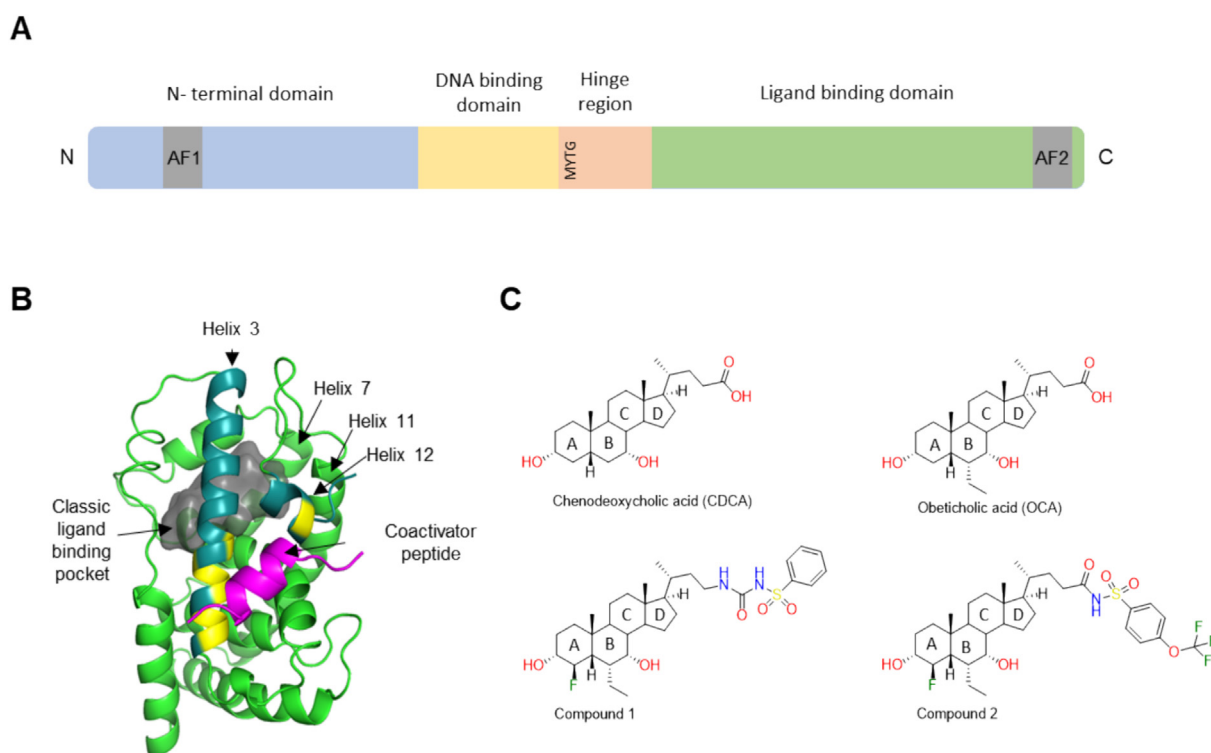 A
N- terminal domain
DNA binding
domain
Hinge
region
Ligand binding domain
N
AF1
MYTG
AF2
C
B
Helix 3
Helix 7
Helix 11
Helix 12
Classic
ligand
binding
pocket
Coactivator
peptide
C
O
OH
H
C
D
A
B
HO
OH
H
Chenodeoxycholic acid (CDCA)
O
OH
H
C
D
A
B
HO
OH
H
Obeticholic acid (OCA)
H
N
H
N
S
O
O O
H
C
D
A
B
HO
OH
H
F
Compound 1
O
O
S
O
N
H
H
C
D
A
B
HO
OH
H
F
F
F
F
O
Compound 2